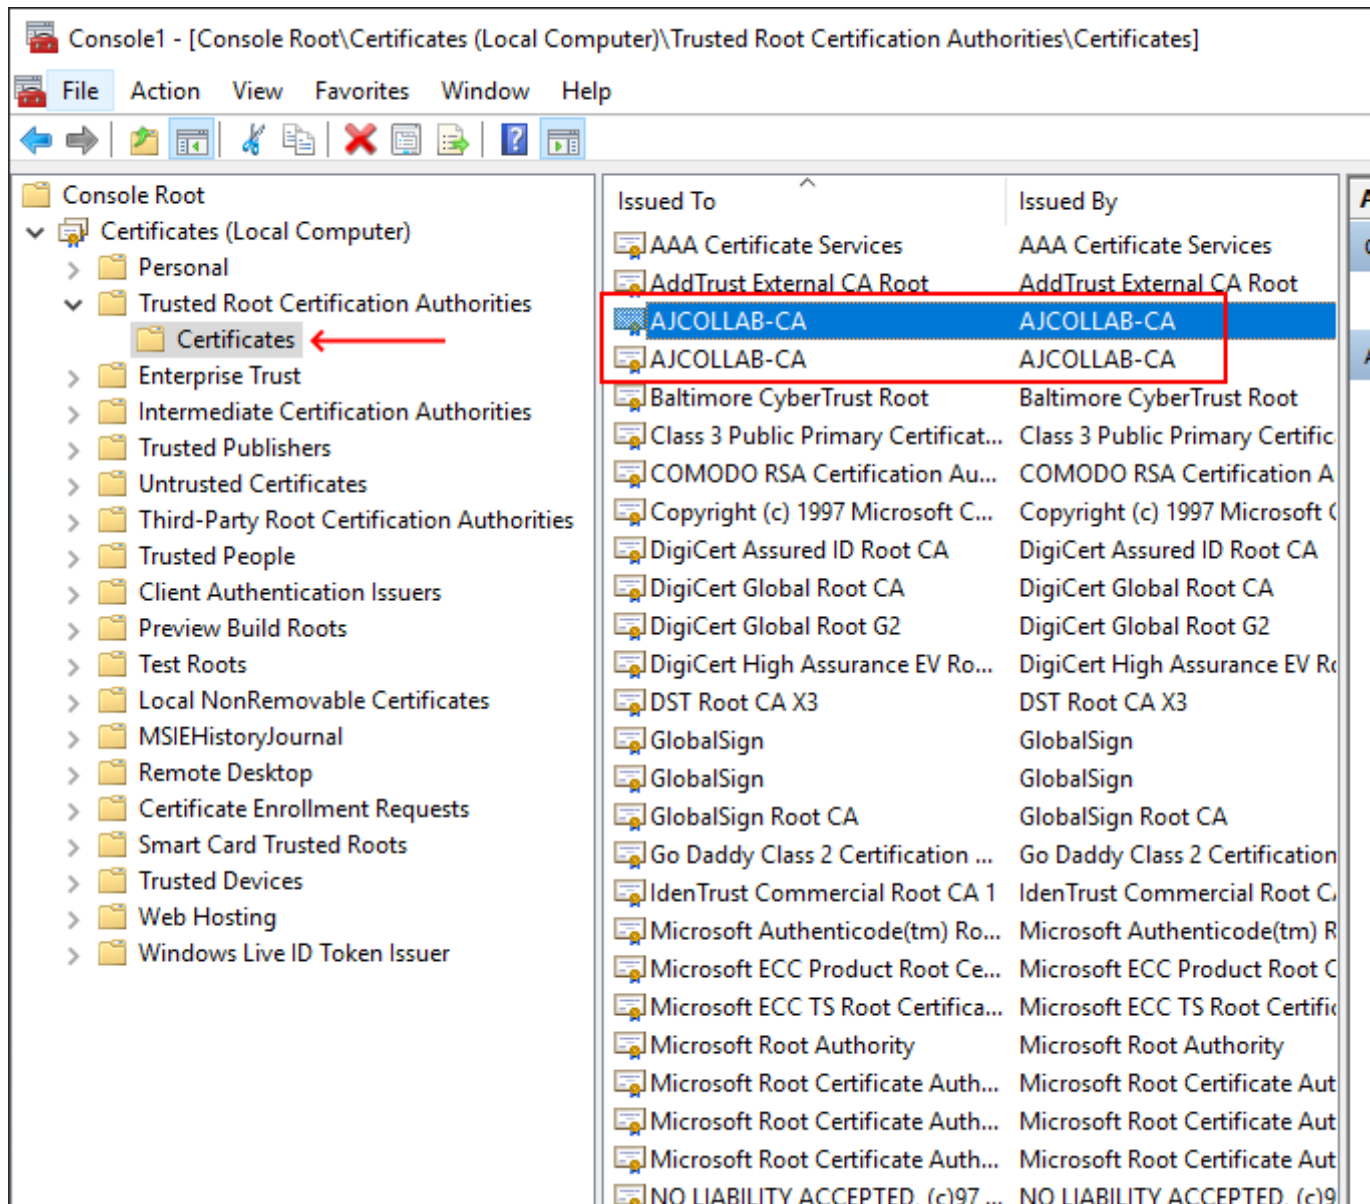 Console1 - [Console Root\Certificates (Local Computer)\Trusted Root Certification Authorities\Certificates]
File Action View Favorites Window Help
Console Root
Certificates (Local Computer)
Personal
Trusted Root Certification Authorities
Certificates
Enterprise Trust
Intermediate Certification Authorities
Trusted Publishers
Untrusted Certificates
Third-Party Root Certification Authorities
Trusted People
Client Authentication Issuers
Preview Build Roots
Test Roots
Local NonRemovable Certificates
MSIEHistoryJournal
Remote Desktop
Certificate Enrollment Requests
Smart Card Trusted Roots
Trusted Devices
Web Hosting
Windows Live ID Token Issuer
Issued To Issued By
AAA Certificate Services AAA Certificate Services
AddTrust External CA Root AddTrust External CA Root
AJCOLLAB-CA AJCOLLAB-CA
AJCOLLAB-CA AJCOLLAB-CA
Baltimore CyberTrust Root Baltimore CyberTrust Root
Class 3 Public Primary Certificat... Class 3 Public Primary Certific
COMODO RSA Certification Au... COMODO RSA Certification A
Copyright (c) 1997 Microsoft C... Copyright (c) 1997 Microsoft C
DigiCert Assured ID Root CA DigiCert Assured ID Root CA
DigiCert Global Root CA DigiCert Global Root CA
DigiCert Global Root G2 DigiCert Global Root G2
DigiCert High Assurance EV Ro... DigiCert High Assurance EV Ro
DST Root CA X3 DST Root CA X3
GlobalSign GlobalSign
GlobalSign GlobalSign
GlobalSign Root CA GlobalSign Root CA
Go Daddy Class 2 Certification ... Go Daddy Class 2 Certification
IdenTrust Commercial Root CA 1 IdenTrust Commercial Root C
Microsoft Authenticode(tm) Ro... Microsoft Authenticode(tm) R
Microsoft ECC Product Root Ce... Microsoft ECC Product Root C
Microsoft ECC TS Root Certifica... Microsoft ECC TS Root Certific
Microsoft Root Authority Microsoft Root Authority
Microsoft Root Certificate Auth... Microsoft Root Certificate Aut
Microsoft Root Certificate Auth... Microsoft Root Certificate Aut
Microsoft Root Certificate Auth... Microsoft Root Certificate Aut
NO LIABILITY ACCEPTED, (c)97 ... NO LIABILITY ACCEPTED, (c)9